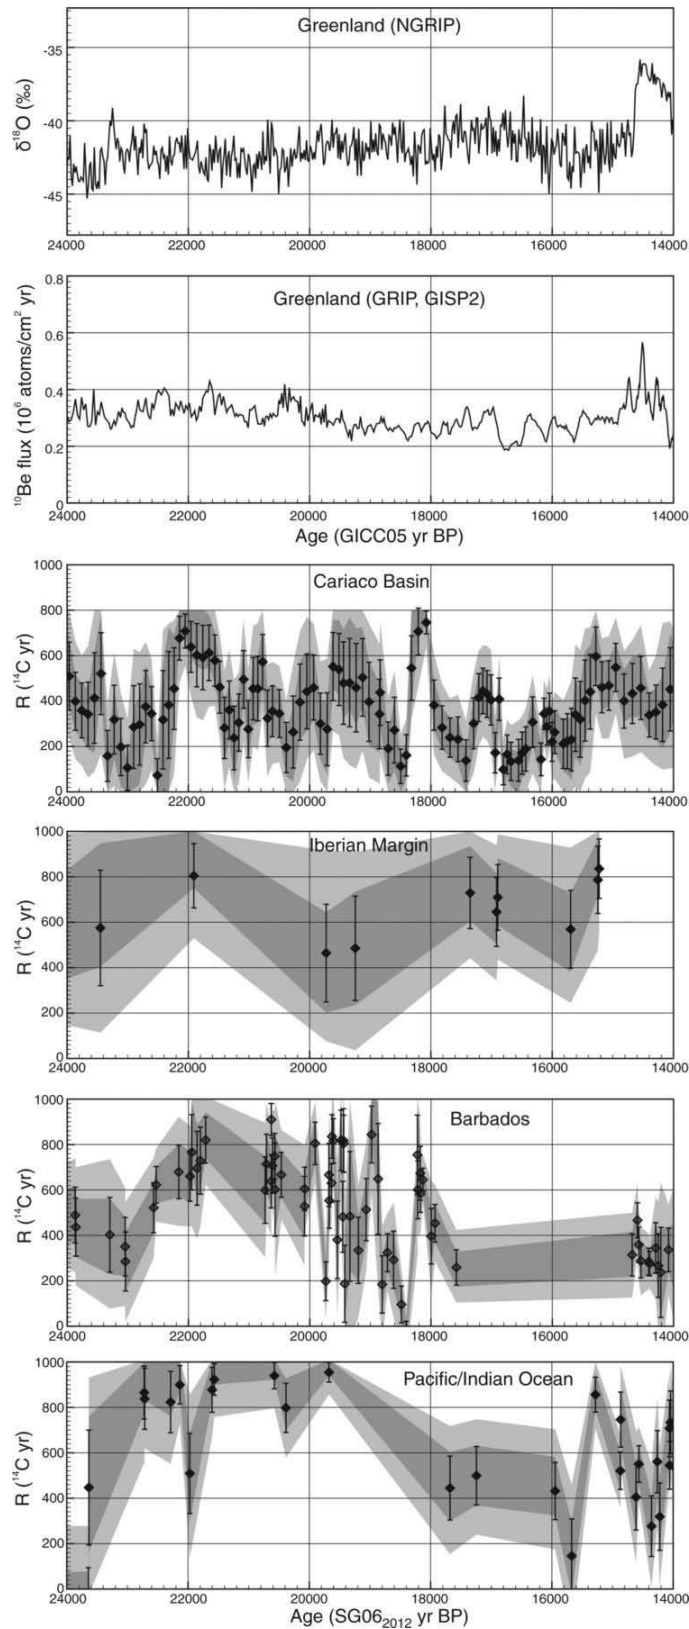 Greenland (NGRIP)
δ18O (‰)
-35
-40
-45
24000 22000 20000 18000 16000 14000
Greenland (GRIP, GISP2)
10Be flux (10^6 atoms/cm2 yr)
0.8
0.6
0.4
0.2
0
24000 22000 20000 18000 16000 14000
Age (GICC05 yr BP)
Cariaco Basin
R (14C yr)
1000
800
600
400
200
0
24000 22000 20000 18000 16000 14000
Iberian Margin
R (14C yr)
1000
800
600
400
200
0
24000 22000 20000 18000 16000 14000
Barbados
R (14C yr)
1000
800
600
400
200
0
24000 22000 20000 18000 16000 14000
Pacific/Indian Ocean
R (14C yr)
1000
800
600
400
200
0
24000 22000 20000 18000 16000 14000
Age (SG062012 yr BP)